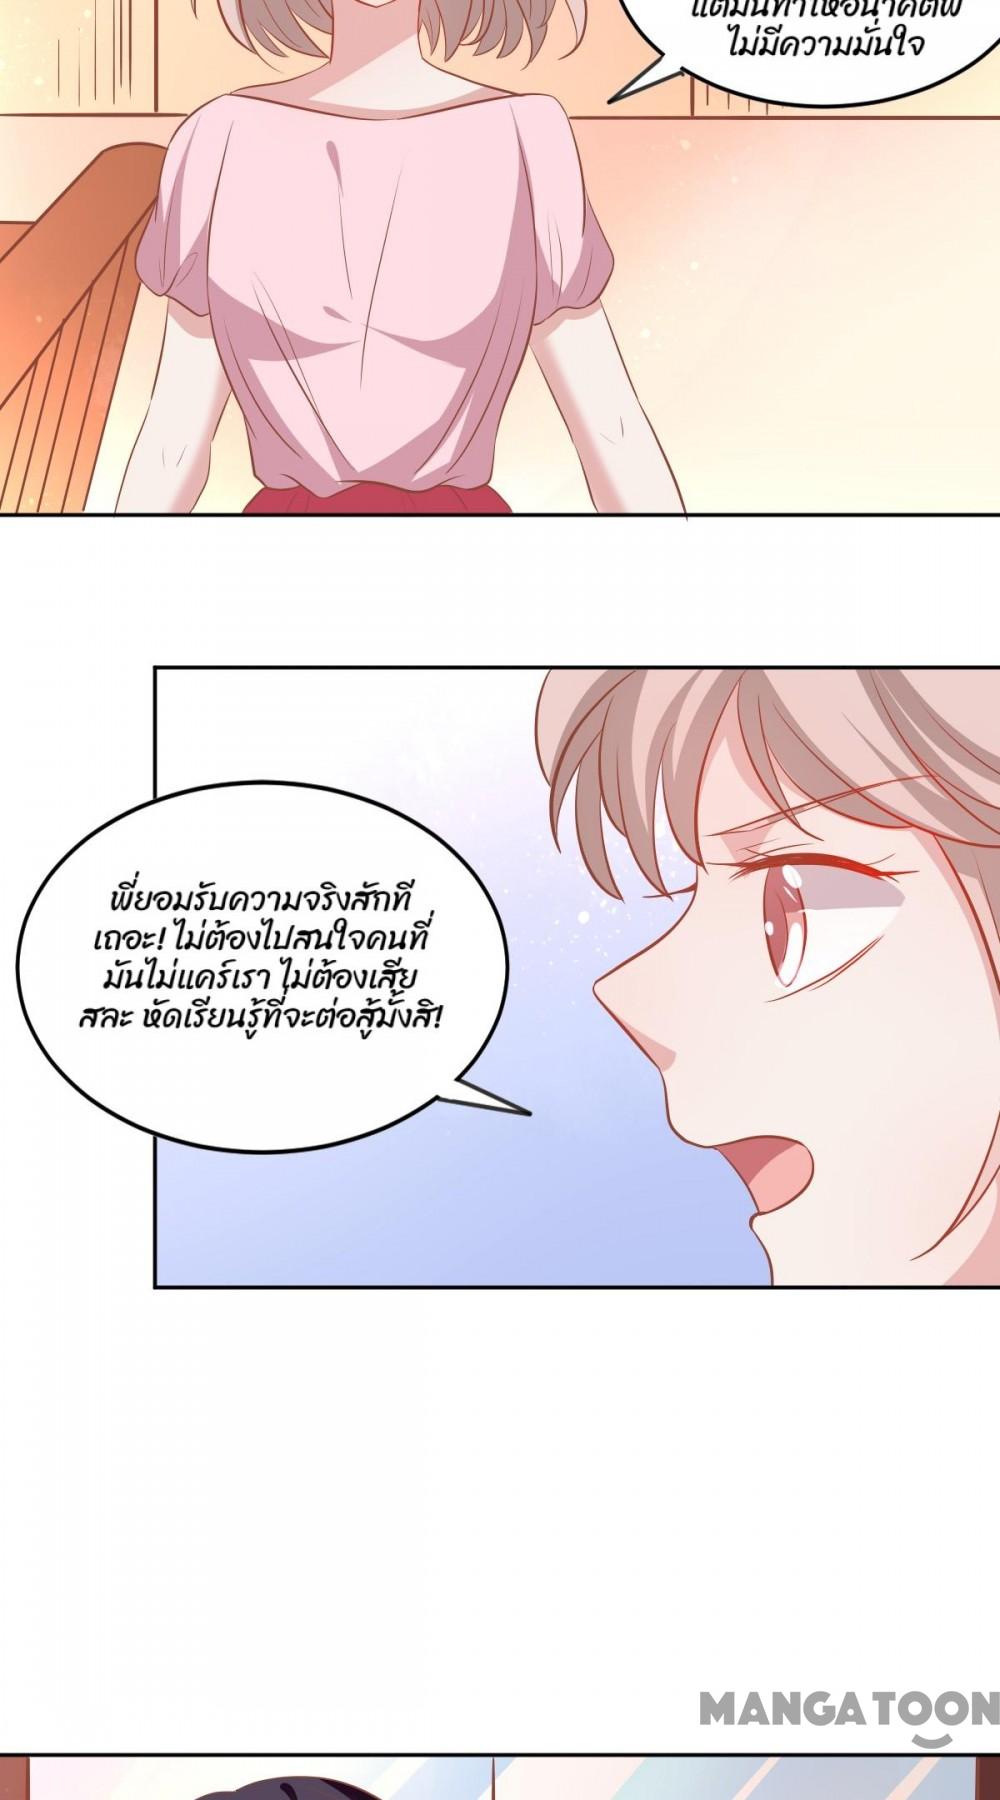 ไม่มีความมั่นใจ
พี่ยอมรับความจริงสักที
เถอะ! ไม่ต้องไปสนใจคนที่
มันไม่แคร์เรา ไม่ต้องเสีย
สละ หัดเรียนรู้ที่จะต่อสู้มั้งสิ!
MANGATOON